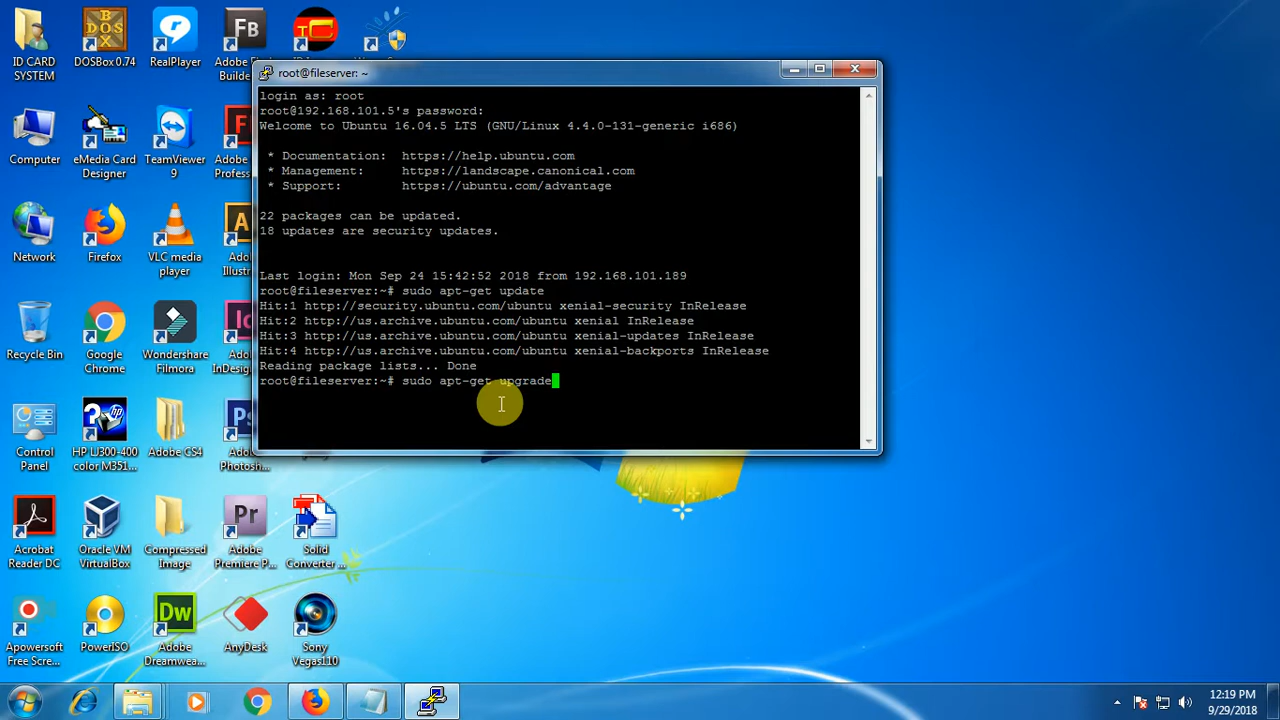 ID CARD
SYSTEM
DOSBox 0.74
RealPlayer
Builder
root@fileserver: ~
login as: root
root@192.168.101.5's password:
Welcome to Ubuntu 16.04.5 LTS (GNU/Linux 4.4.0-131-generic i686)
* Documentation: https://help.ubuntu.com
* Management: https://landscape.canonical.com
* Support: https://ubuntu.com/advantage
22 packages can be updated.
18 updates are security updates.
Last login: Mon Sep 24 15:42:52 2018 from 192.168.101.189
root@fileserver:~# sudo apt-get update
Hit:1 http://security.ubuntu.com/ubuntu xenial-security InRelease
Hit:2 http://us.archive.ubuntu.com/ubuntu xenial InRelease
Hit:3 http://us.archive.ubuntu.com/ubuntu xenial-updates InRelease
Hit:4 http://us.archive.ubuntu.com/ubuntu xenial-backports InRelease
Reading package lists... Done
root@fileserver:~# sudo apt-get upgrade
Computer
eMedia Card
Designer
TeamViewer
9
Adobe
Network
Firefox
VLC media
player
Adobe
Recycle Bin
Google
Chrome
Wondershare
Filmora
Adobe
Control
Panel
HP LJ300-400
color M351...
Adobe CS4
Adobe
Photosh...
Acrobat
Reader DC
Oracle VM
VirtualBox
Compressed
Image
Adobe
Premiere P...
Solid
Converter ...
Apowersoft
Free Scre...
PowerISO
Adobe
Dreamwea...
AnyDesk
Sony
Vegas110
12:19 PM
9/29/2018